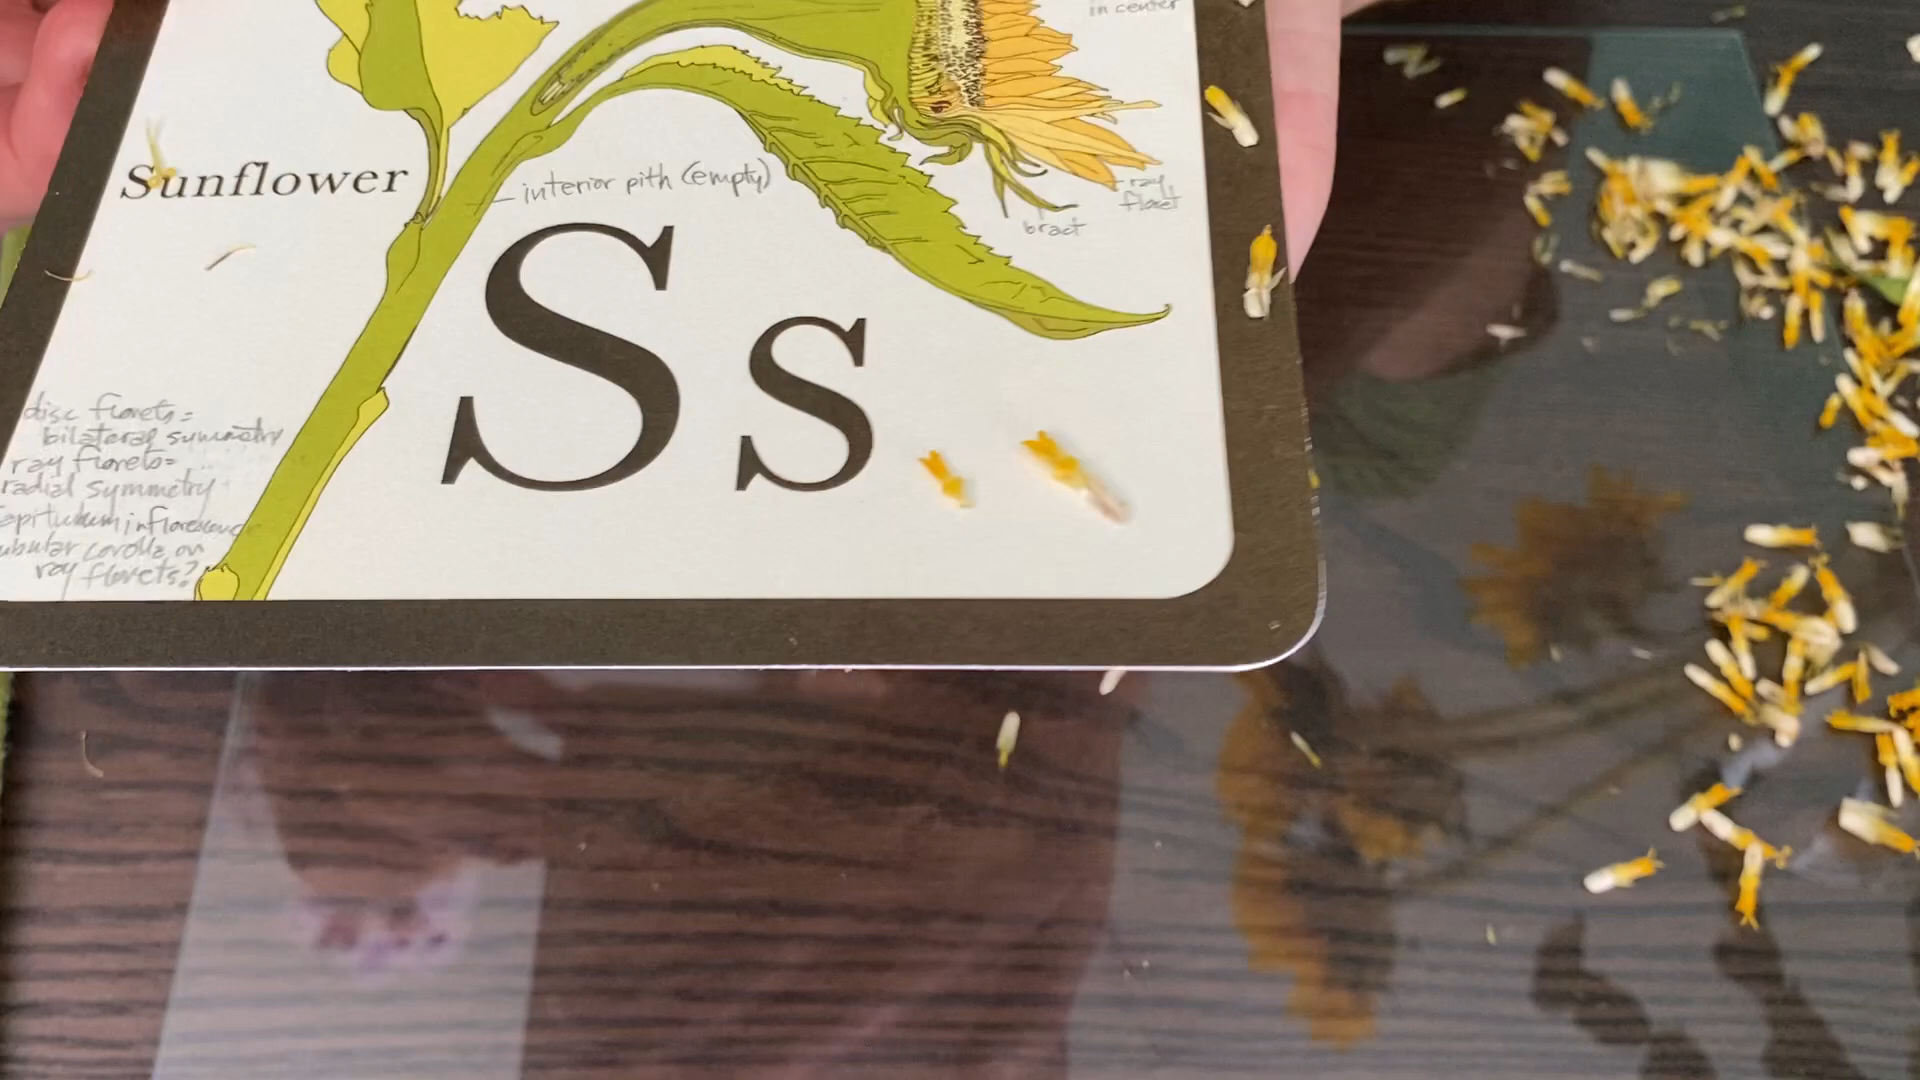 in center
Sunflower
interior pith (empty)
ray
floret
bract
Ss
disc florets =
bilateral symmetry
ray florets=
radial symmetry
inflorescenc
corolla on
ray florets?